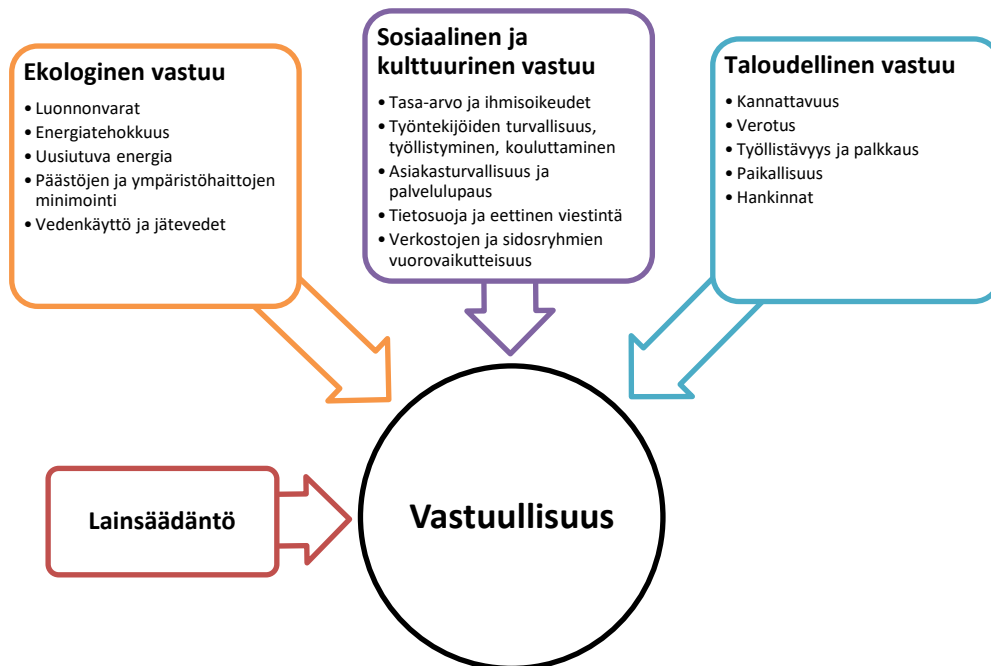 Ekologinen vastuu
• Luonnonvarat
• Energiatehokkuus
• Uusiutuva energia
• Päästöjen ja ympäristöhaittojen
minimointi
• Vedenkäyttö ja jätevedet
Sosiaalinen ja
kulttuurinen vastuu
• Tasa-arvo ja ihmisoikeudet
• Työntekijöiden turvallisuus,
työllistyminen, kouluttaminen
• Asiakasturvallisuus ja
palvelulupaus
• Tietosuoja ja eettinen viestintä
• Verkostojen ja sidosryhmien
vuorovaikutteisuus
Taloudellinen vastuu
• Kannattavuus
• Verotus
• Työllistävyys ja palkkaus
• Paikallisuus
• Hankinnat
Lainsäädäntö
Vastuullisuus